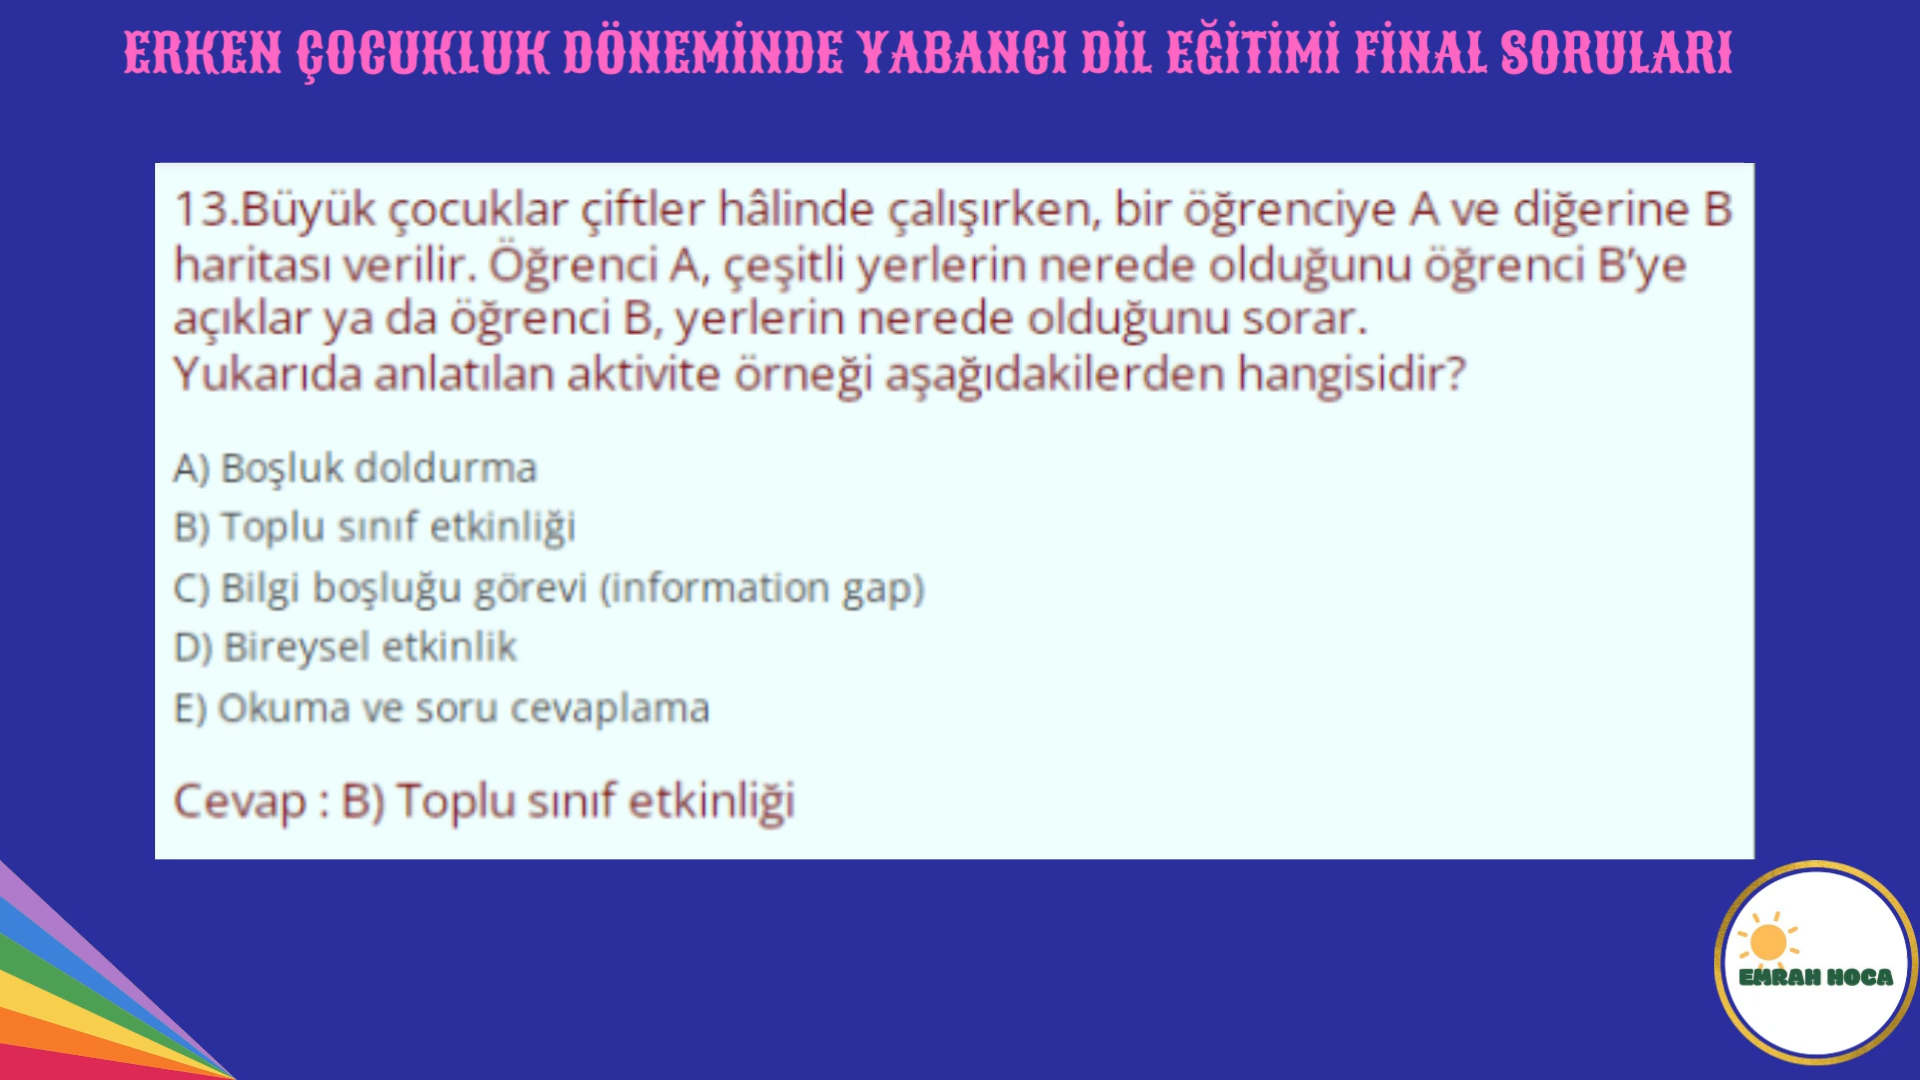 ERKEN ÇOCUKLUK DÖNEMİNDE YABANCI DİL EĞİTİMİ FİNAL SORULARI
13.Büyük çocuklar çiftler hâlinde çalışırken, bir öğrenciye A ve diğerine B
haritası verilir. Öğrenci A, çeşitli yerlerin nerede olduğunu öğrenci B’ye
açıklar ya da öğrenci B, yerlerin nerede olduğunu sorar.
Yukarıda anlatılan aktivite örneği aşağıdakilerden hangisidir?
A) Boşluk doldurma
B) Toplu sınıf etkinliği
C) Bilgi boşluğu görevi (information gap)
D) Bireysel etkinlik
E) Okuma ve soru cevaplama
Cevap : B) Toplu sınıf etkinliği
EMRAH HOCA